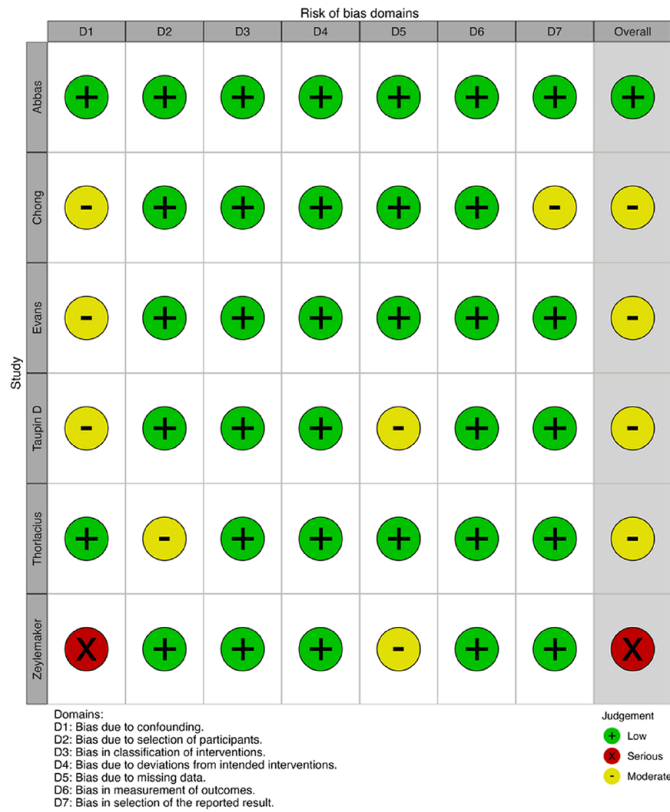 Risk of bias domains
D1 D2 D3 D4 D5 D6 D7 Overall
Study
Abbas + + + + + + + +
Chong - + + + + + - -
Evans - + + + + + + -
Taupin D - + + + - + + -
Thorlacius + - + + + + + -
Zeylemaker X + + + - + + X
Domains:
D1: Bias due to confounding.
D2: Bias due to selection of participants.
D3: Bias in classification of interventions.
D4: Bias due to deviations from intended interventions.
D5: Bias due to missing data.
D6: Bias in measurement of outcomes.
D7: Bias in selection of the reported result.
Judgement
+ Low
X Serious
- Moderate